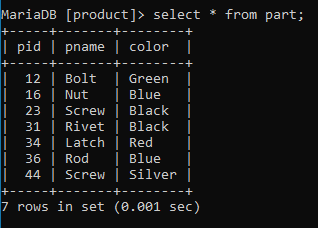 MariaDB [product]> select * from part;
+-----+-------+--------+
| pid | pname | color  |
+-----+-------+--------+
|  12 | Bolt  | Green  |
|  16 | Nut   | Blue   |
|  23 | Screw | Black  |
|  31 | Rivet | Black  |
|  34 | Latch | Red    |
|  36 | Rod   | Blue   |
|  44 | Screw | Silver |
+-----+-------+--------+
7 rows in set (0.001 sec)